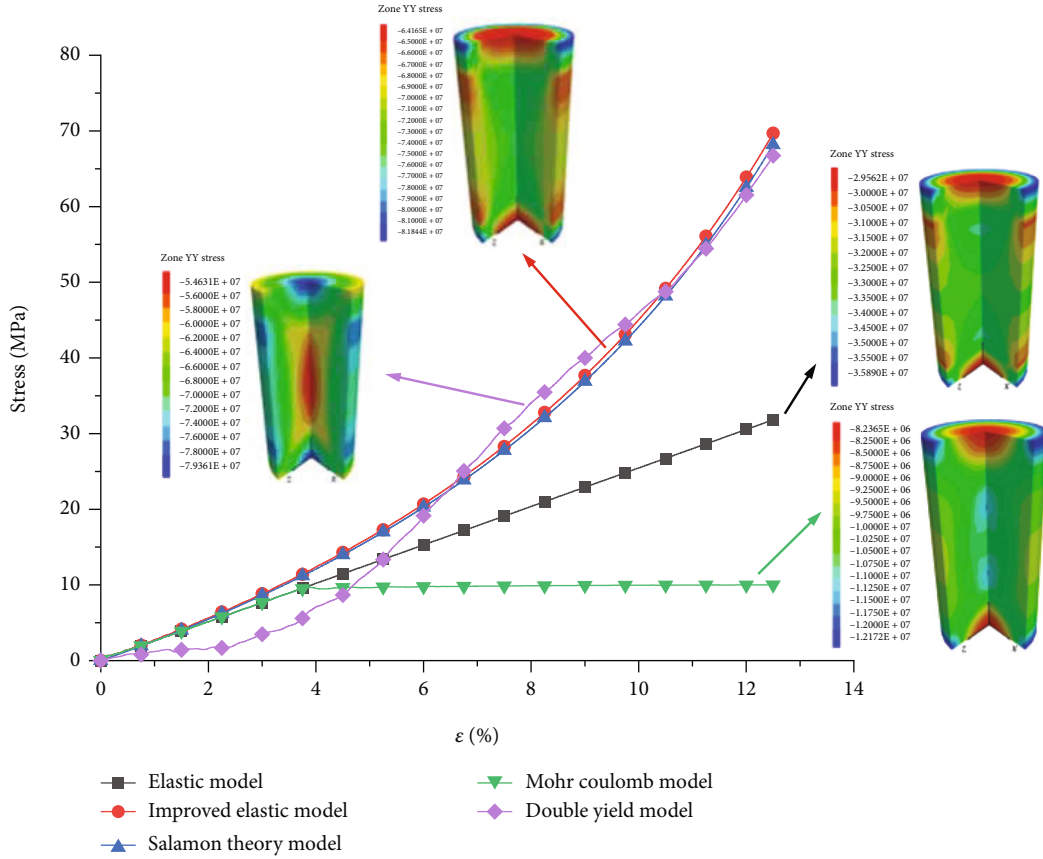 Zone YY stress
−6.4165E + 07
−6.5000E + 07
−6.6000E + 07
−6.7000E + 07
−6.8000E + 07
−6.9000E + 07
−7.0000E + 07
−7.1000E + 07
−7.2000E + 07
−7.3000E + 07
−7.4000E + 07
−7.5000E + 07
−7.6000E + 07
−7.7000E + 07
−7.8000E + 07
−7.9000E + 07
−8.0000E + 07
−8.1000E + 07
−8.1844E + 07
z x
Zone YY stress
−2.9562E + 07
−3.0000E + 07
−3.0500E + 07
−3.1000E + 07
−3.1500E + 07
−3.2000E + 07
−3.2500E + 07
−3.3000E + 07
−3.3500E + 07
−3.4000E + 07
−3.4500E + 07
−3.5000E + 07
−3.5500E + 07
−3.5890E + 07
z x
Zone YY stress
−5.4631E + 07
−5.6000E + 07
−5.8000E + 07
−6.0000E + 07
−6.2000E + 07
−6.4000E + 07
−6.6000E + 07
−6.8000E + 07
−7.0000E + 07
−7.2000E + 07
−7.4000E + 07
−7.6000E + 07
−7.8000E + 07
−7.9361E + 07
z x
Zone YY stress
−8.2365E + 06
−8.2500E + 06
−8.5000E + 06
−8.7500E + 06
−9.0000E + 06
−9.2500E + 06
−9.5000E + 06
−9.7500E + 06
−1.0000E + 07
−1.0250E + 07
−1.0500E + 07
−1.0750E + 07
−1.1000E + 07
−1.1250E + 07
−1.1500E + 07
−1.1750E + 07
−1.2000E + 07
−1.2172E + 07
z x
Stress (MPa)
80
70
60
50
40
30
20
10
0
0 2 4 6 8 10 12 14
ε (%)
Elastic model
Improved elastic model
Salamon theory model
Mohr coulomb model
Double yield model